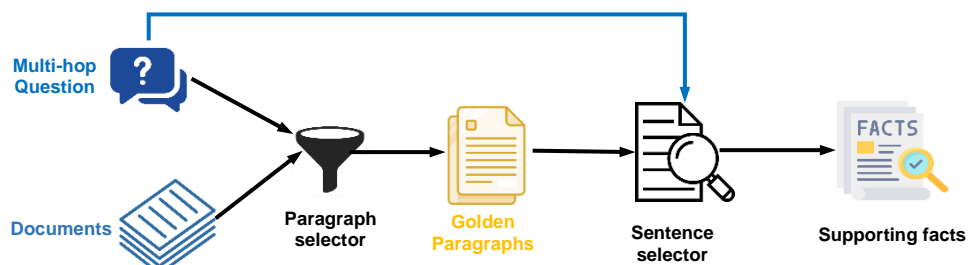 Multi-hop
Question
?
Documents
Paragraph
selector
Golden
Paragraphs
Sentence
selector
FACTS
Supporting facts